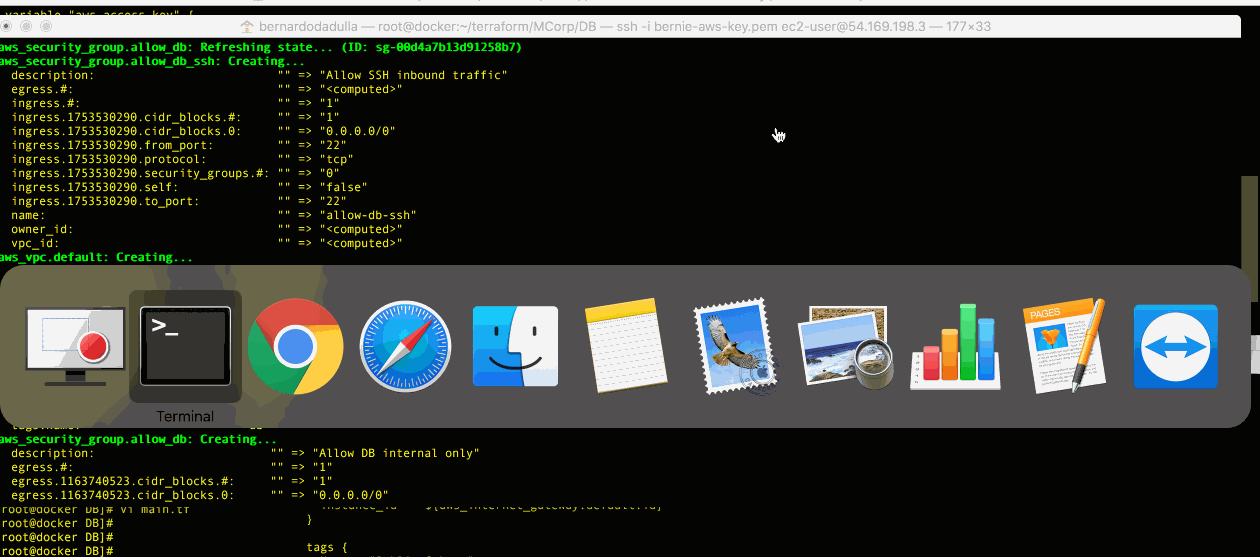 variable "aws_access_key" {
bernardodadulla — root@docker:~/terraform/MCorp/DB — ssh -i bernie-aws-key.pem ec2-user@54.169.198.3 — 177×33
aws_security_group.allow_db: Refreshing state... (ID: sg-00d4a7b13d91258b7)
aws_security_group.allow_db_ssh: Creating...
description: "" => "Allow SSH inbound traffic"
egress.#: "" => "<computed>"
ingress.#: "" => "1"
ingress.1753530290.cidr_blocks.#: "" => "1"
ingress.1753530290.cidr_blocks.0: "" => "0.0.0.0/0"
ingress.1753530290.from_port: "" => "22"
ingress.1753530290.protocol: "" => "tcp"
ingress.1753530290.security_groups.#: "" => "0"
ingress.1753530290.self: "" => "false"
ingress.1753530290.to_port: "" => "22"
name: "" => "allow-db-ssh"
owner_id: "" => "<computed>"
vpc_id: "" => "<computed>"
aws_vpc.default: Creating...
>_
PAGES
Terminal
aws_security_group.allow_db: Creating...
description: "" => "Allow DB internal only"
egress.#: "" => "1"
egress.1163740523.cidr_blocks.#: "" => "1"
egress.1163740523.cidr_blocks.0: "" => "0.0.0.0/0"
root@docker DB]# vi main.tf
root@docker DB]# }
root@docker DB]#
root@docker DB]# tags {